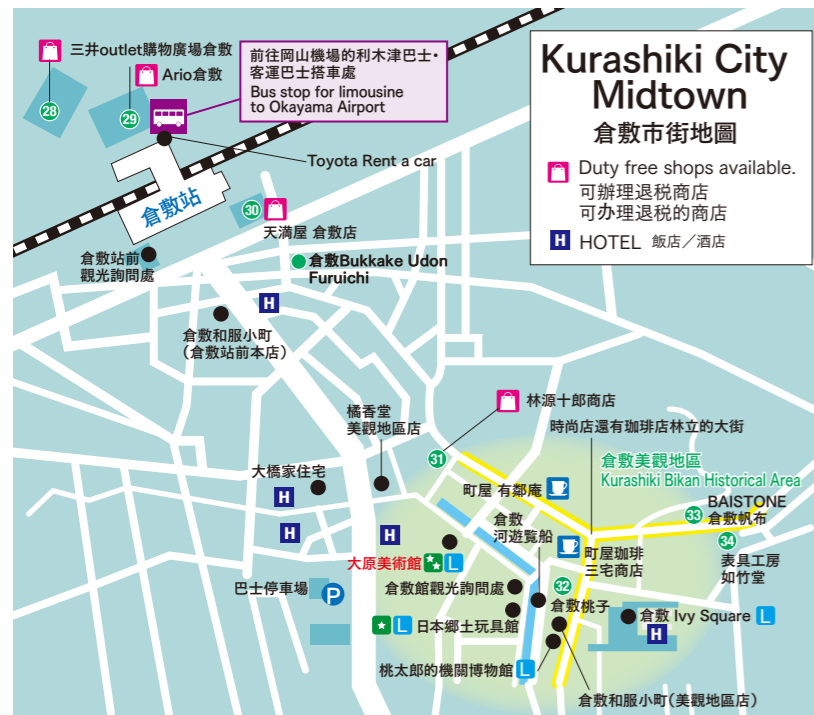 Kurashiki City
Midtown
倉敷市街地圖
Duty free shops available.
可辦理退稅商店
可办理退税的商店
H HOTEL 飯店／酒店
三井outlet購物廣場倉敷
28
Ario倉敷
29
前往岡山機場的利木津巴士・
客運巴士搭車處
Bus stop for limousine
to Okayama Airport
Toyota Rent a car
倉敷站
30
天満屋 倉敷店
倉敷站前
觀光詢問處
倉敷Bukkake Udon
Furuichi
H
倉敷和服小町
（倉敷站前本店）
橘香堂
美觀地區店
林源十郎商店
時尚店還有珈琲店林立的大街
31
倉敷美觀地區
Kurashiki Bikan Historical Area
大橋家住宅
H
町屋 有鄰庵
BAISTONE
33
倉敷帆布
倉敷
河遊覧船
34
H
H
町屋珈琲
三宅商店
表具工房
如竹堂
大原美術館
L
巴士停車場
P
倉敷館觀光詢問處
32
倉敷桃子
倉敷 Ivy Square
L
L
日本郷土玩具館
H
桃太郎的機關博物館
L
倉敷和服小町（美觀地區店）